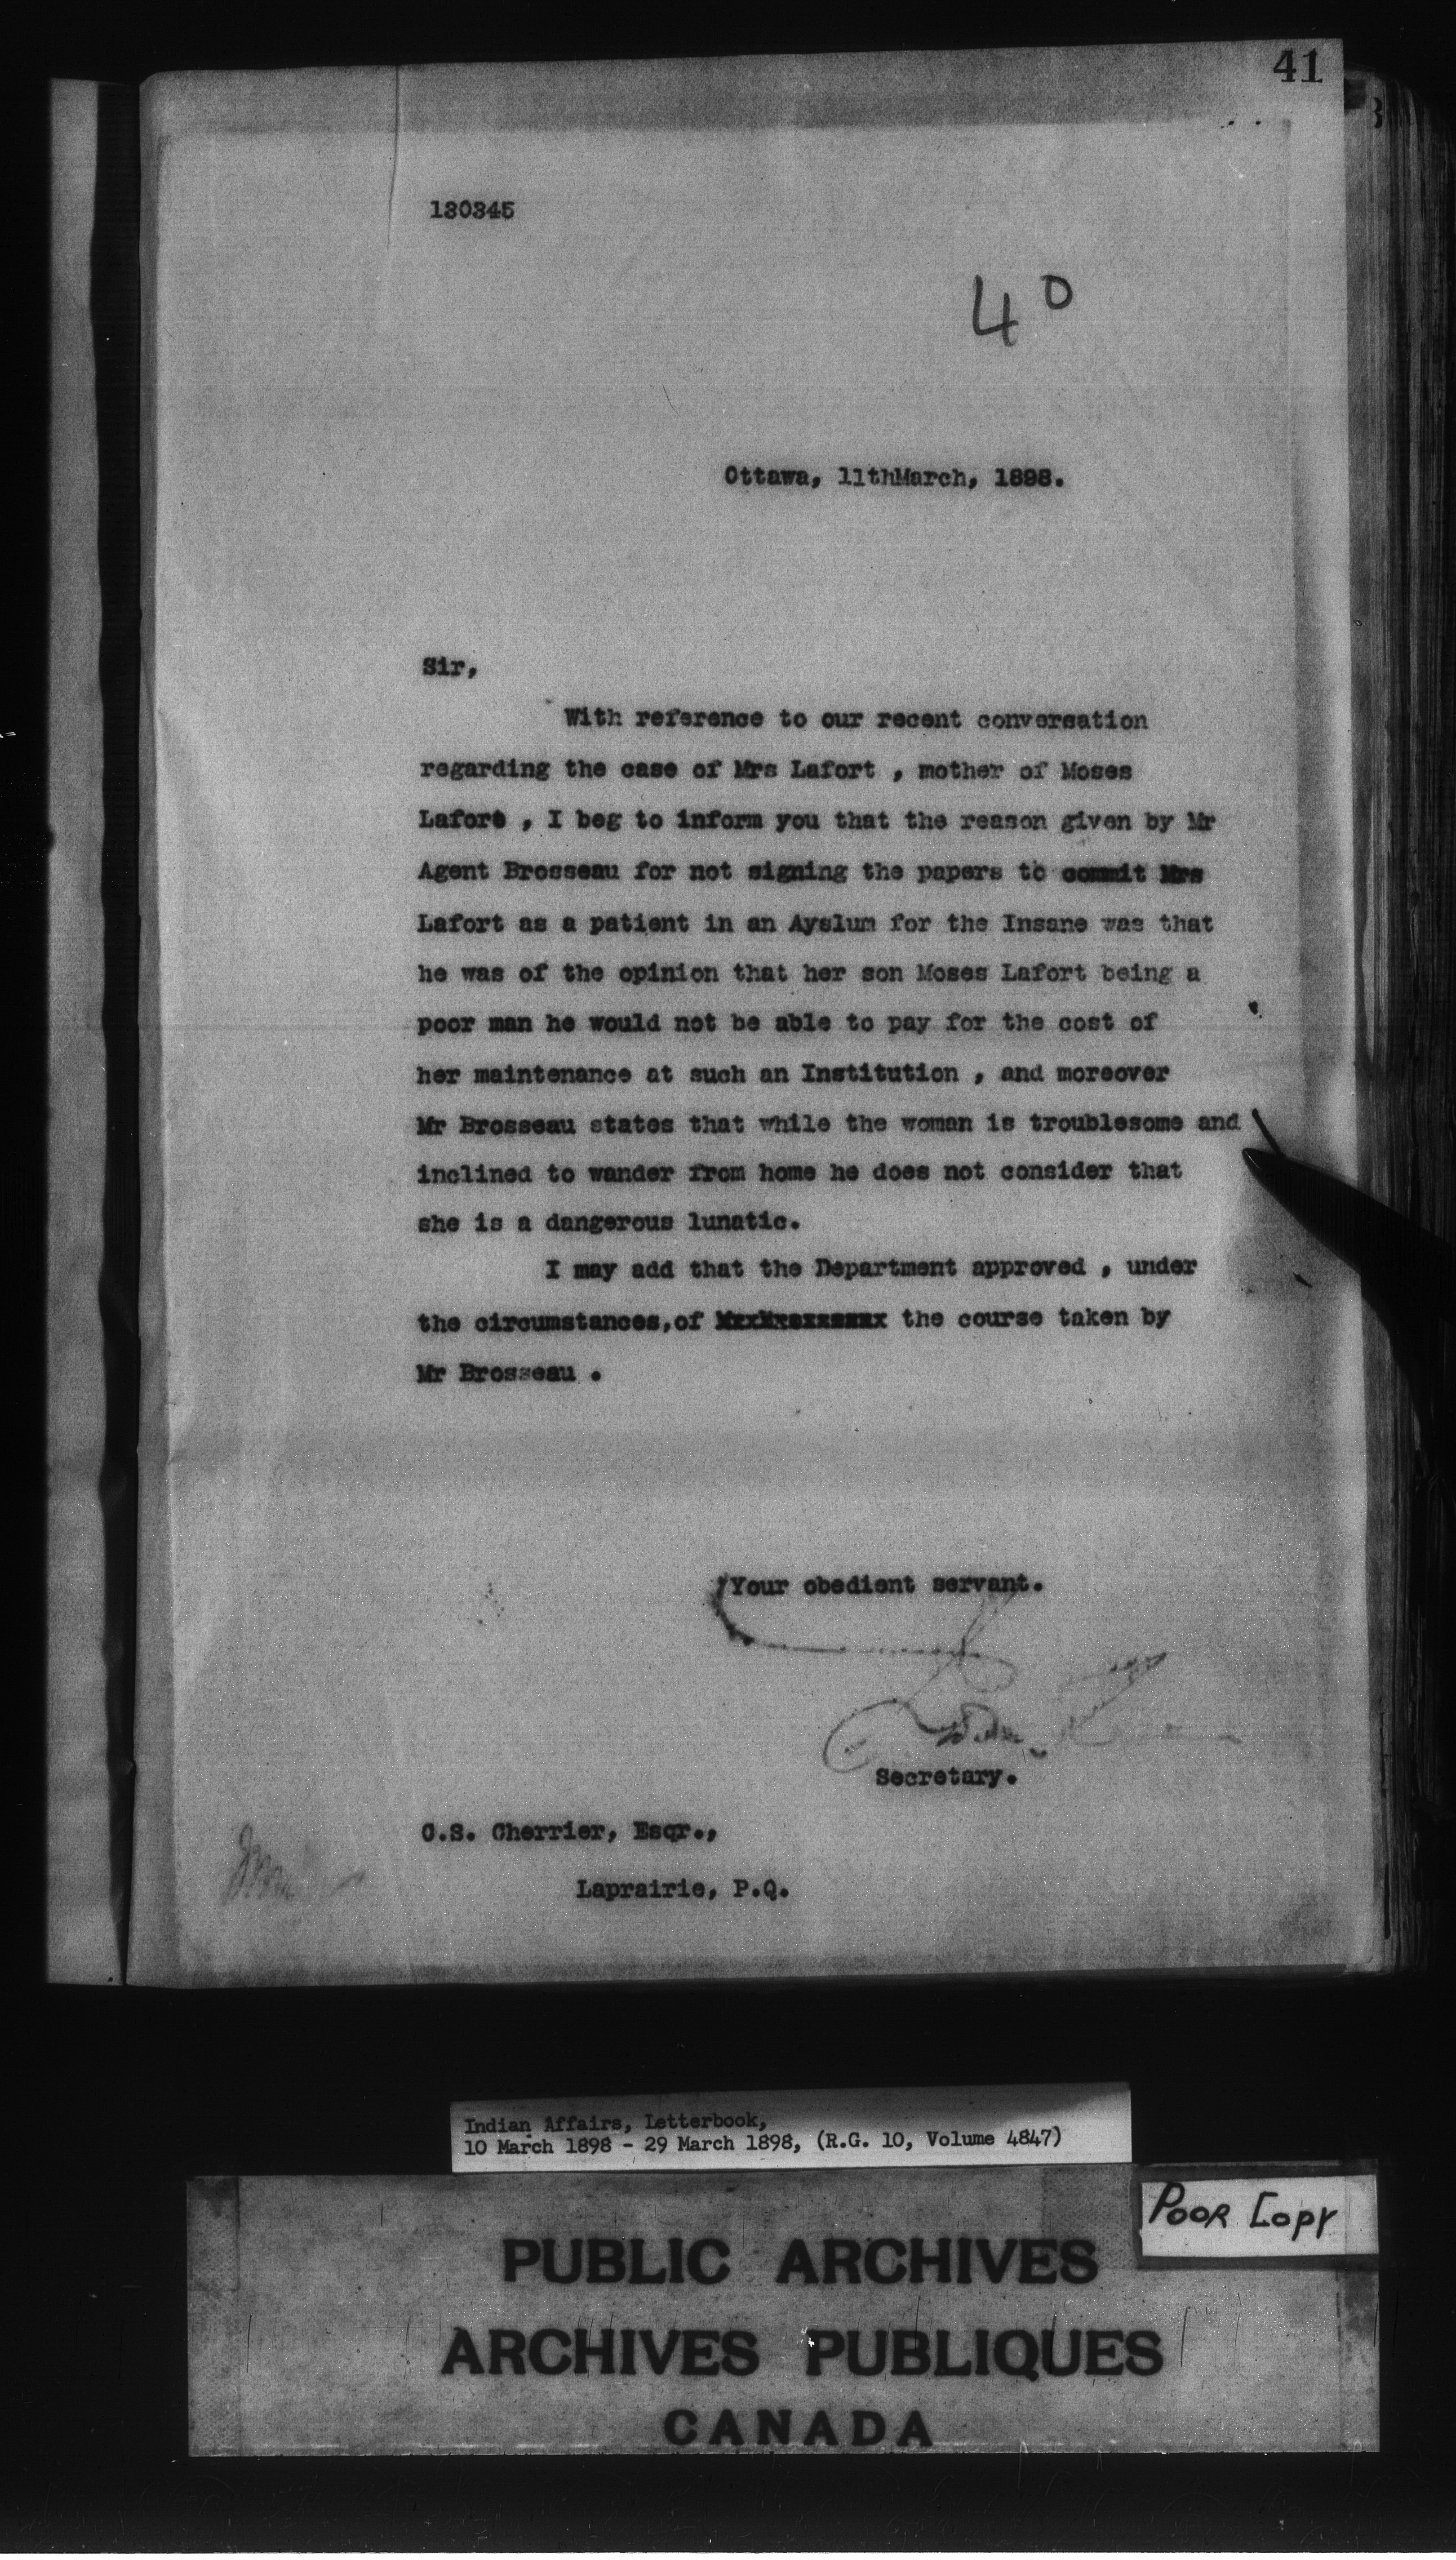 41
130345
40
Ottawa, 11thMarch, 1898.
Sir,
With reference to our recent conversation
regarding the case of Mrs Lafort , mother of Moses
Lafort , I beg to inform you that the reason given by Mr
Agent Brosseau for not signing the papers to commit Mrs
Lafort as a patient in an Ayslum for the Insane was that
he was of the opinion that her son Moses Lafort being a
poor man he would not be able to pay for the cost of
her maintenance at such an Institution , and moreover
Mr Brosseau states that while the woman is troublesome and
inclined to wander from home he does not consider that
she is a dangerous lunatic.
I may add that the Department approved , under
the circumstances,of the course taken by
Mr Brosseau .
Your obedient servant.
Secretary.
C.S. Cherrier, Esqr.,
Laprairie, P.Q.
Indian Affairs, Letterbook,
10 March 1898 - 29 March 1898, (R.G. 10, Volume 4847)
POOR COPY
PUBLIC ARCHIVES
ARCHIVES PUBLIQUES
CANADA